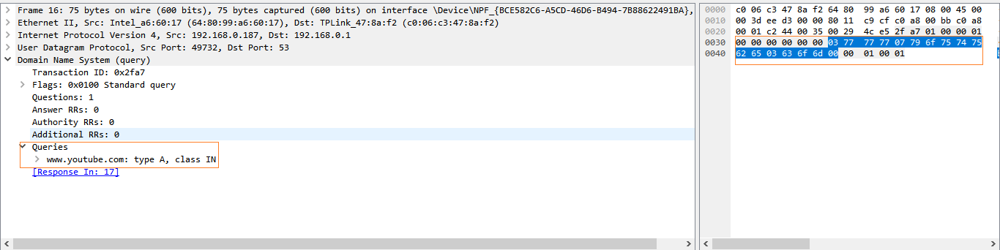 Frame 16: 75 bytes on wire (600 bits), 75 bytes captured (600 bits) on interface \Device\NPF_{BCE582C6-A5CD-46D6-B494-7B88622491BA},
Ethernet II, Src: Intel_a6:60:17 (64:80:99:a6:60:17), Dst: TPLink_47:8a:f2 (c0:06:c3:47:8a:f2)
Internet Protocol Version 4, Src: 192.168.0.187, Dst: 192.168.0.1
User Datagram Protocol, Src Port: 49732, Dst Port: 53
Domain Name System (query)
Transaction ID: 0x2fa7
Flags: 0x0100 Standard query
Questions: 1
Answer RRs: 0
Authority RRs: 0
Additional RRs: 0
Queries
www.youtube.com: type A, class IN
[Response In: 17]
0000 c0 06 c3 47 8a f2 64 80 99 a6 60 17 08 00 45 00
0010 00 3d ee d3 00 00 80 11 c9 cf c0 a8 00 bb c0 a8
0020 00 01 c2 44 00 35 00 29 4c e5 2f a7 01 00 00 01
0030 00 00 00 00 00 00 03 77 77 77 07 79 6f 75 74 75
0040 62 65 03 63 6f 6d 00 00 01 00 01